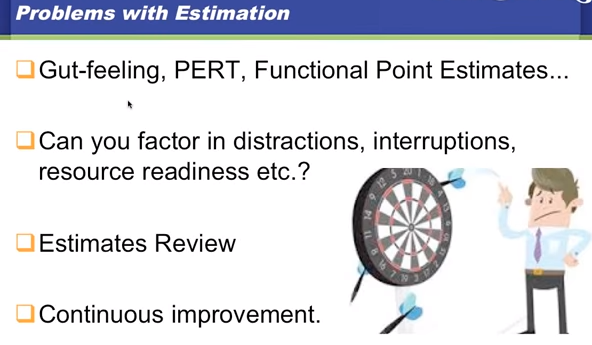 Problems with Estimation
Gut-feeling, PERT, Functional Point Estimates...
Can you factor in distractions, interruptions,
resource readiness etc.?
Estimates Review
Continuous improvement.